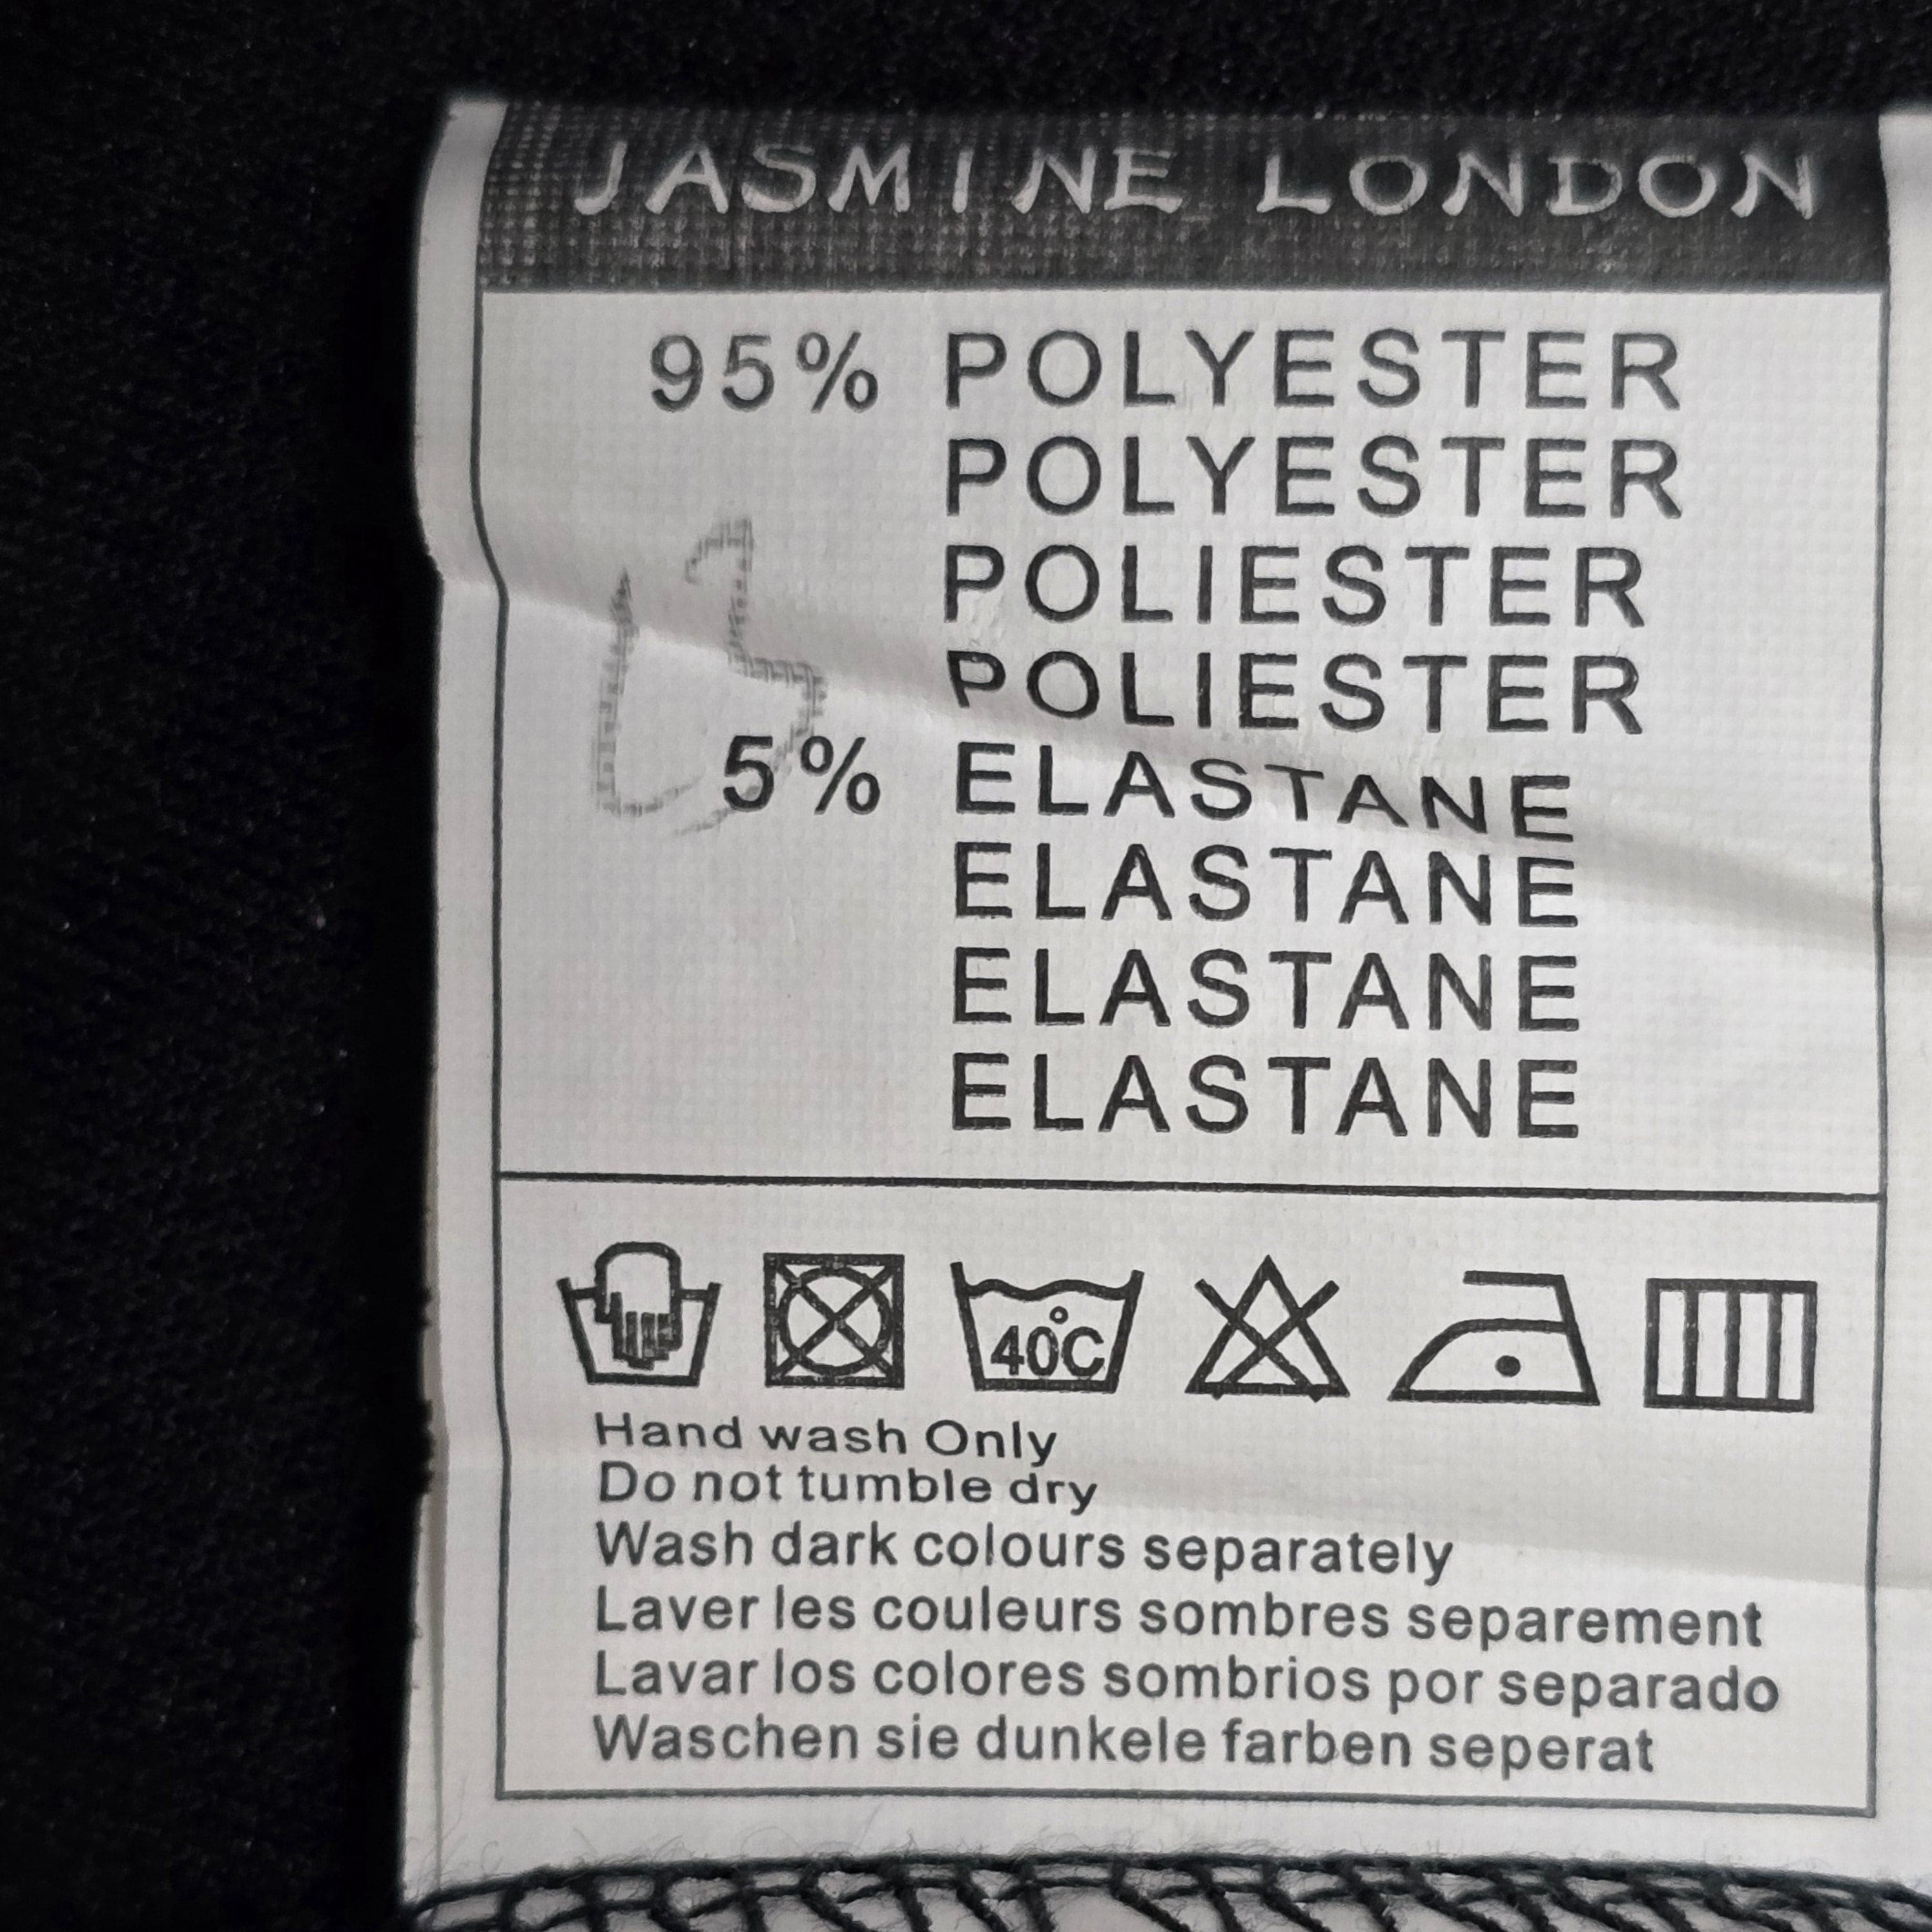 JASMINE LONDON
95% POLYESTER
POLYESTER
POLIESTER
POLIESTER
5% ELASTANE
ELASTANE
ELASTANE
ELASTANE
40°C
Hand wash Only
Do not tumble dry
Wash dark colours separately
Laver les couleurs sombres separement
Lavar los colores sombrios por separado
Waschen sie dunkele farben seperat